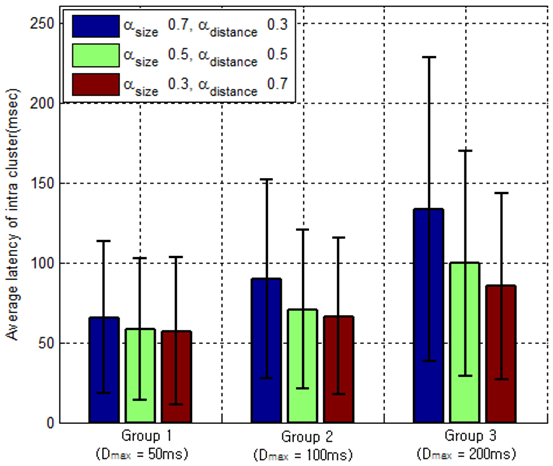 α size 0.7, α distance 0.3
α size 0.5, α distance 0.5
α size 0.3, α distance 0.7
Average latency of intra cluster(msec)
250
200
150
100
50
0
Group 1 Group 2 Group 3
(Dmax = 50ms) (Dmax = 100ms) (Dmax = 200ms)